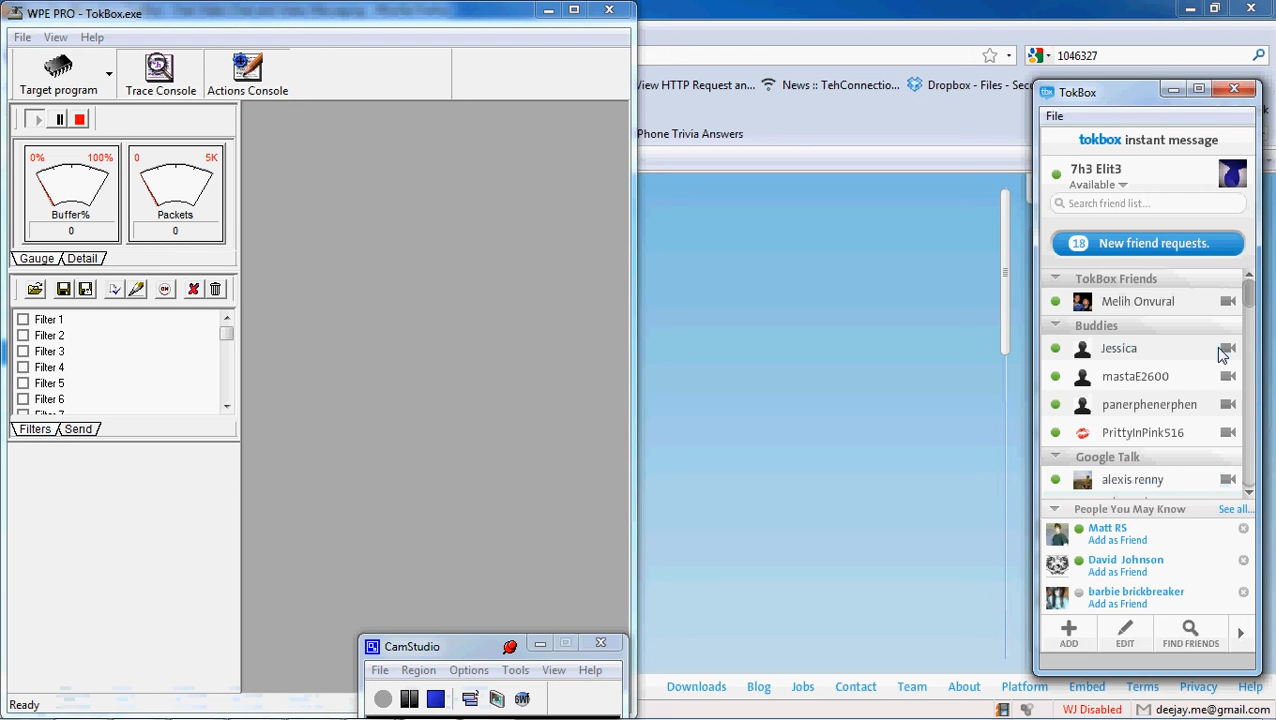 WPE PRO - TokBox.exe
File View Help
Target program
Trace Console
Actions Console
0% 100%
Buffer%
0
0 5K
Packets
0
Gauge Detail
ON
Filter 1
Filter 2
Filter 3
Filter 4
Filter 5
Filter 6
Filters Send
Ready
CamStudio
File Region Options Tools View Help
SWF
1046327
View HTTP Request an...
News :: TehConnectio...
Dropbox - Files - Secu
Phone Trivia Answers
tbx TokBox
File
tokbox instant message
7h3 Elit3
Available
Search friend list...
18 New friend requests.
TokBox Friends
Melih Onvural
Buddies
Jessica
mastaE2600
panerphenerphen
PrittyInPink516
Google Talk
alexis renny
People You May Know See all...
Matt RS
Add as Friend
David Johnson
Add as Friend
barbie brickbreaker
Add as Friend
ADD EDIT FIND FRIENDS
Downloads Blog Jobs Contact Team About Platform Embed Terms Privacy Help
WJ Disabled deejay.me@gmail.com